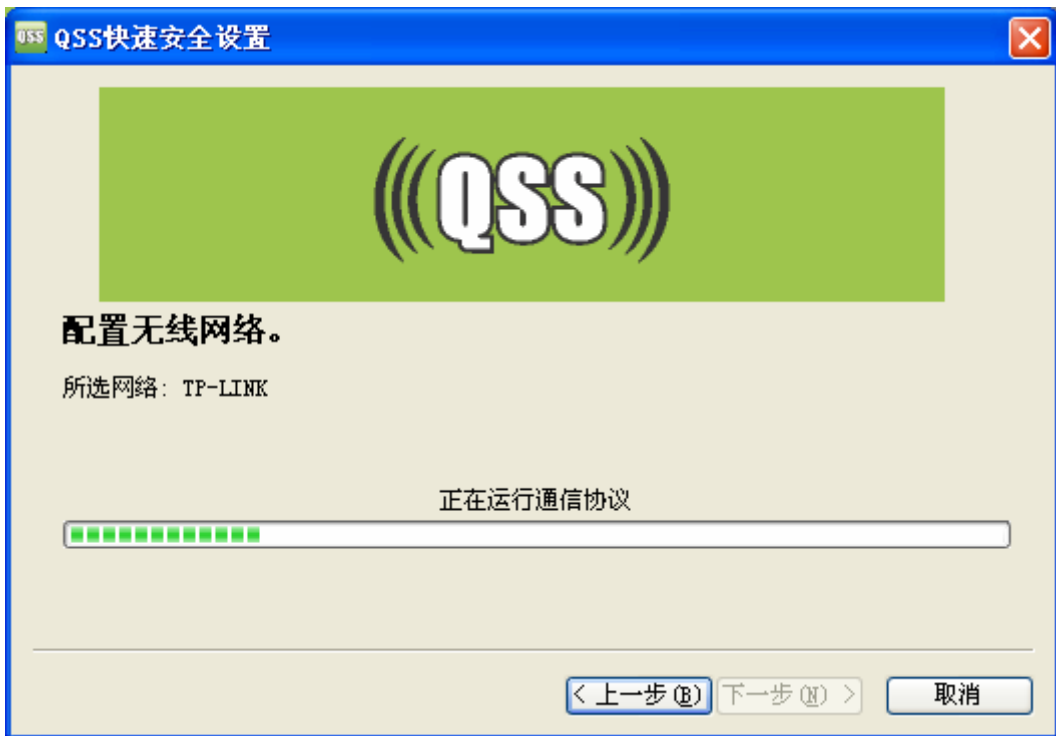 QSS QSS快速安全设置
(((QSS)))
配置无线网络。
所选网络: TP-LINK
正在运行通信协议
< 上一步(B) 下一步(N) > 取消